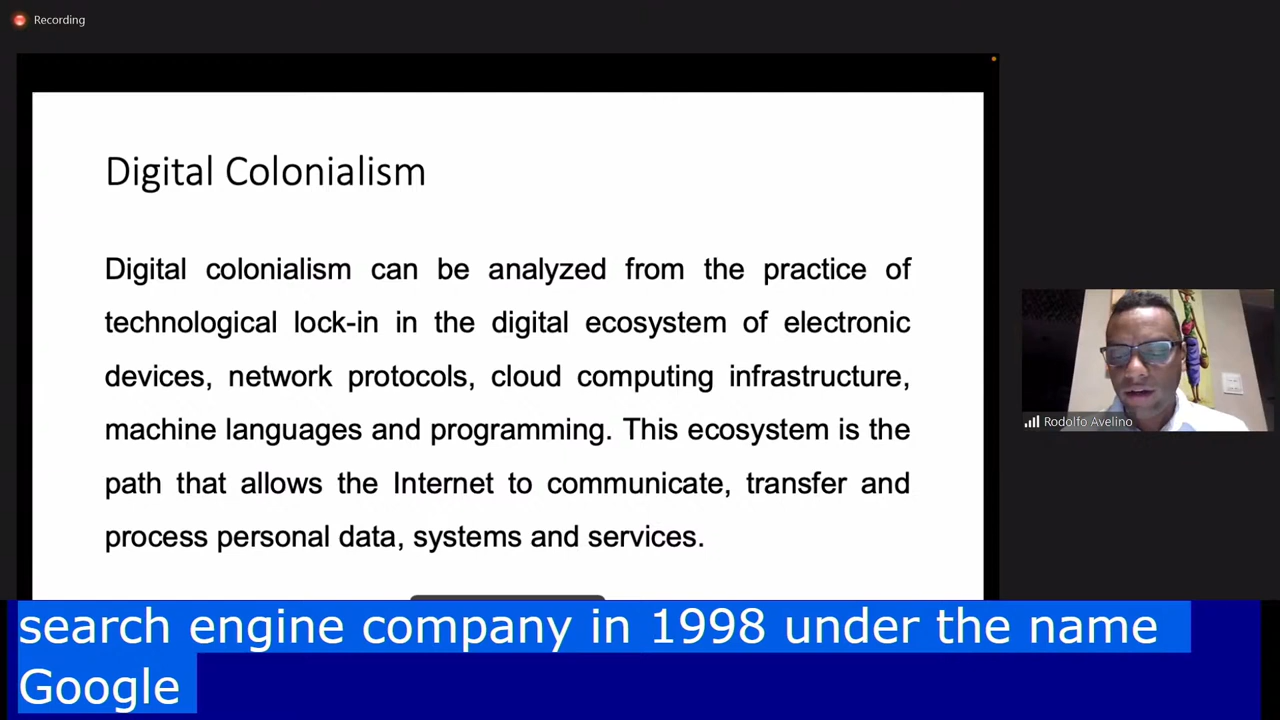 Recording
Digital Colonialism
Digital colonialism can be analyzed from the practice of
technological lock-in in the digital ecosystem of electronic
devices, network protocols, cloud computing infrastructure,
machine languages and programming. This ecosystem is the
path that allows the Internet to communicate, transfer and
process personal data, systems and services.
Rodolfo Avelino
search engine company in 1998 under the name
Google